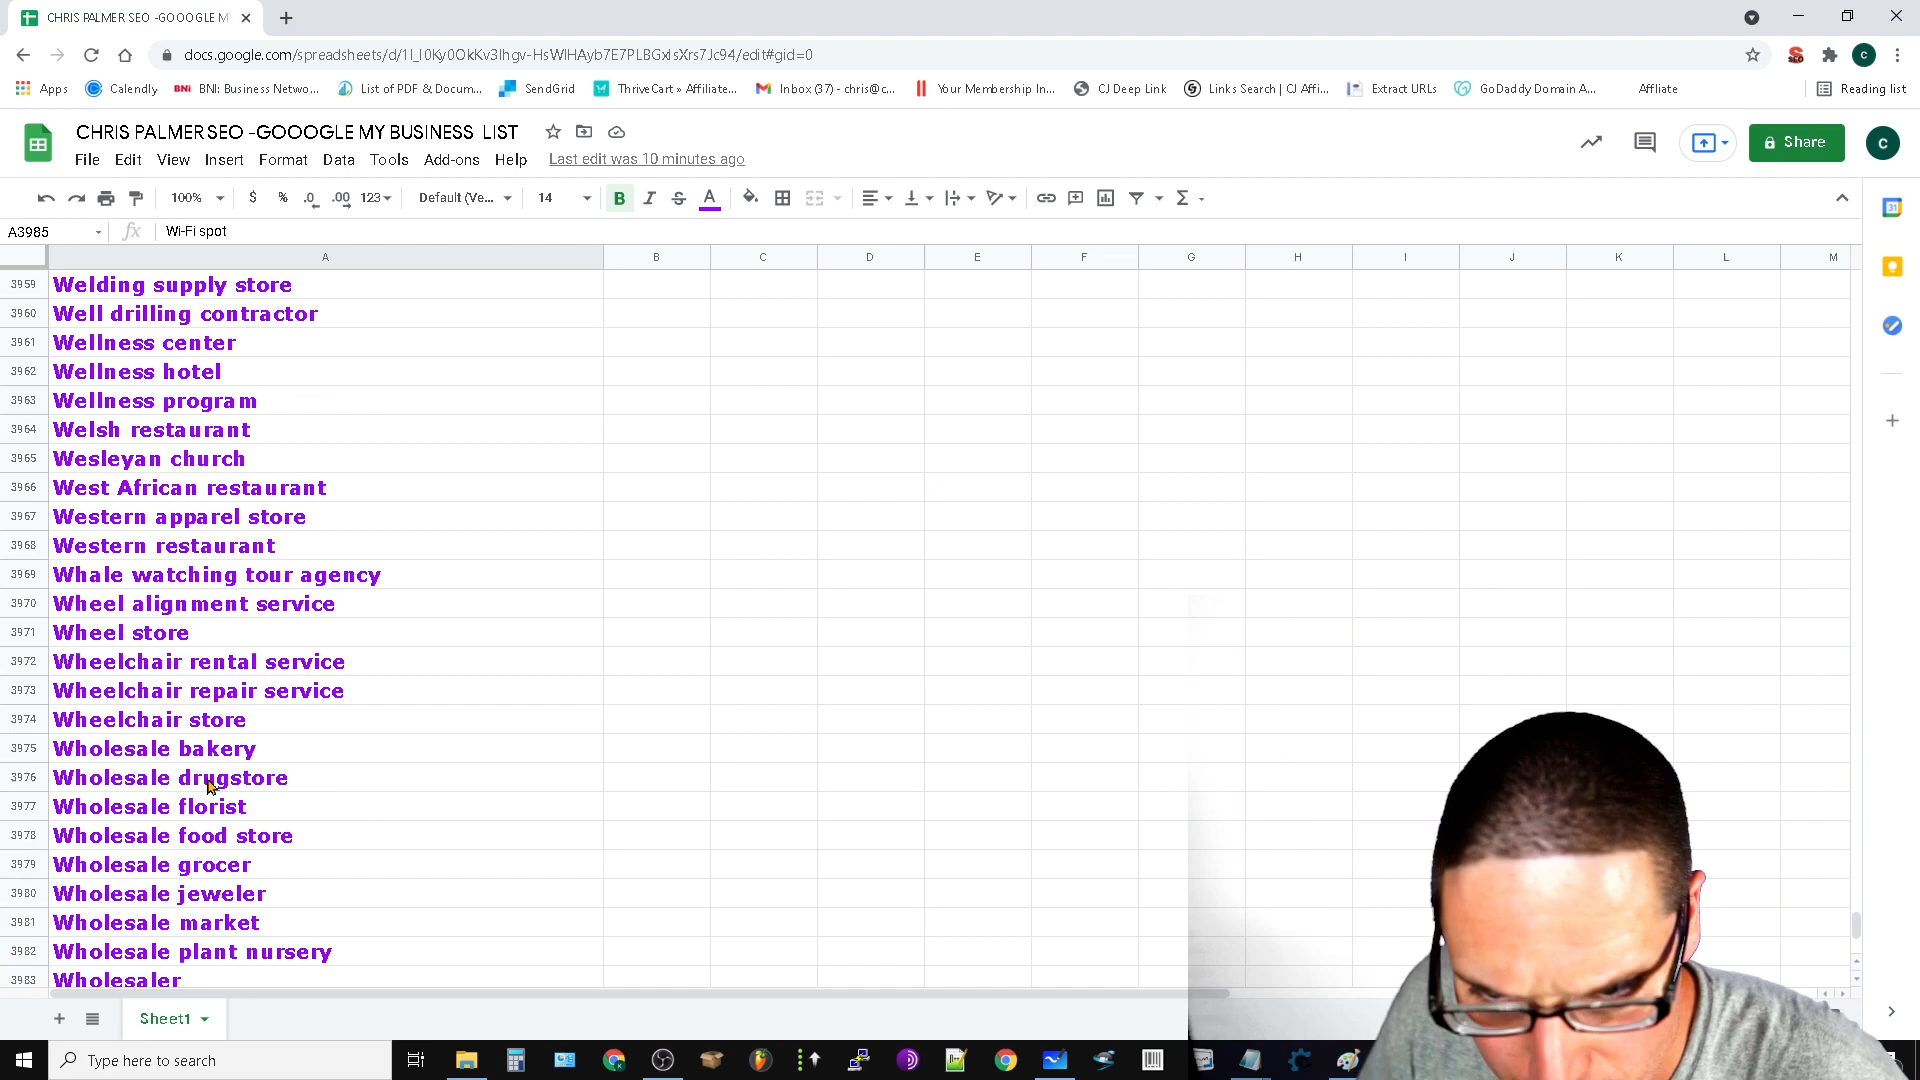 CHRIS PALMER SEO -GOOOGLE M
docs.google.com/spreadsheets/d/1I_I0Ky0OkKv3Ihgv-HsWIHAyb7E7PLBGxIsXrs7Jc94/edit#gid=0
Apps Calendly BNI: Business Netwo... List of PDF & Docum... SendGrid ThriveCart » Affiliate... Inbox (37) - chris@c... Your Membership In... CJ Deep Link Links Search | CJ Affi... Extract URLs GoDaddy Domain A... Affliate Reading list
CHRIS PALMER SEO -GOOOGLE MY BUSINESS LIST
Share
C
File Edit View Insert Format Data Tools Add-ons Help Last edit was 10 minutes ago
100% $ % .0 .00 123 Default (Ve... 14 B I S A
A3985 fx Wi-Fi spot
A B C D E F G H I J K L M
3959 Welding supply store
3960 Well drilling contractor
3961 Wellness center
3962 Wellness hotel
3963 Wellness program
3964 Welsh restaurant
3965 Wesleyan church
3966 West African restaurant
3967 Western apparel store
3968 Western restaurant
3969 Whale watching tour agency
3970 Wheel alignment service
3971 Wheel store
3972 Wheelchair rental service
3973 Wheelchair repair service
3974 Wheelchair store
3975 Wholesale bakery
3976 Wholesale drugstore
3977 Wholesale florist
3978 Wholesale food store
3979 Wholesale grocer
3980 Wholesale jeweler
3981 Wholesale market
3982 Wholesale plant nursery
3983 Wholesaler
Sheet1
Type here to search